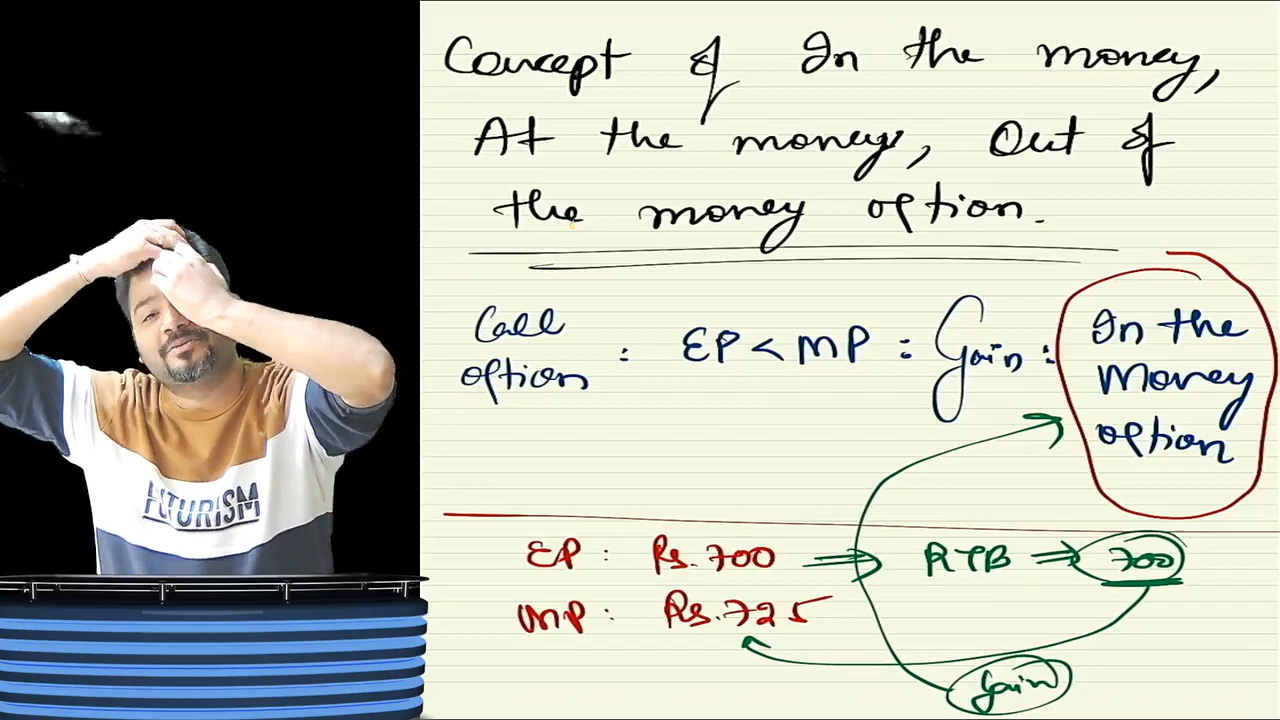 Concept of In the money,
At the money, Out of
the money option.
Call option : EP < MP : Gain : In the Money option
EP : Rs. 700 ⇒ RTB ⇒ 700
MP : Rs. 725
Gain
FUTURISM